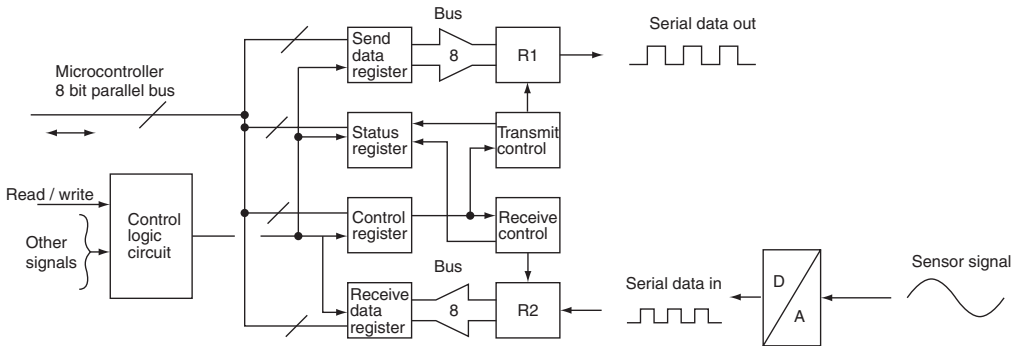 Bus
Serial data out
Send
data
register
8
R1
Microcontroller
8 bit parallel bus
Status
register
Transmit
control
Read / write
Other
signals
Control
logic
circuit
Control
register
Receive
control
Bus
Receive
data
register
8
R2
Serial data in
D
A
Sensor signal